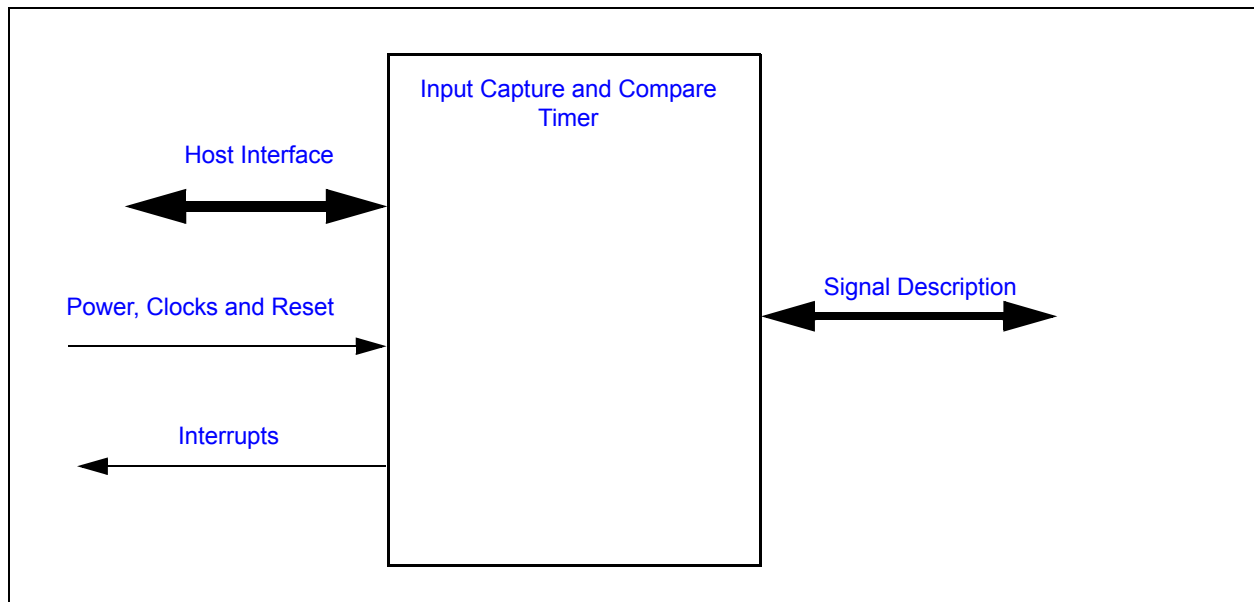 Input Capture and Compare
Timer
Host Interface
Signal Description
Power, Clocks and Reset
Interrupts